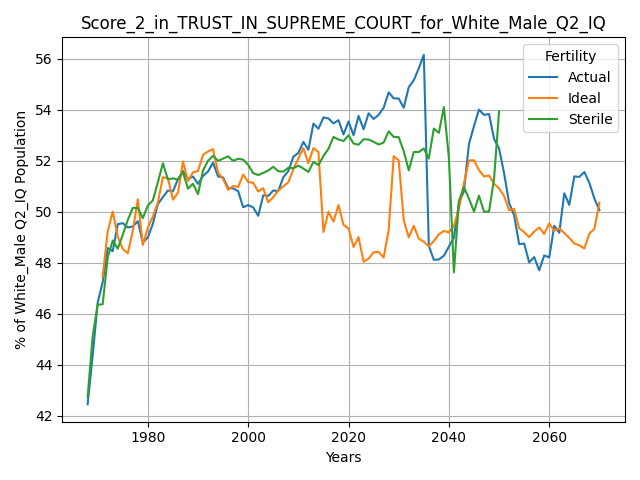 Score_2_in_TRUST_IN_SUPREME_COURT_for_White_Male_Q2_IQ
% of White_Male Q2_IQ Population
56
54
52
50
48
46
44
42
1980
2000
2020
2040
2060
Years
Fertility
Actual
Ideal
Sterile